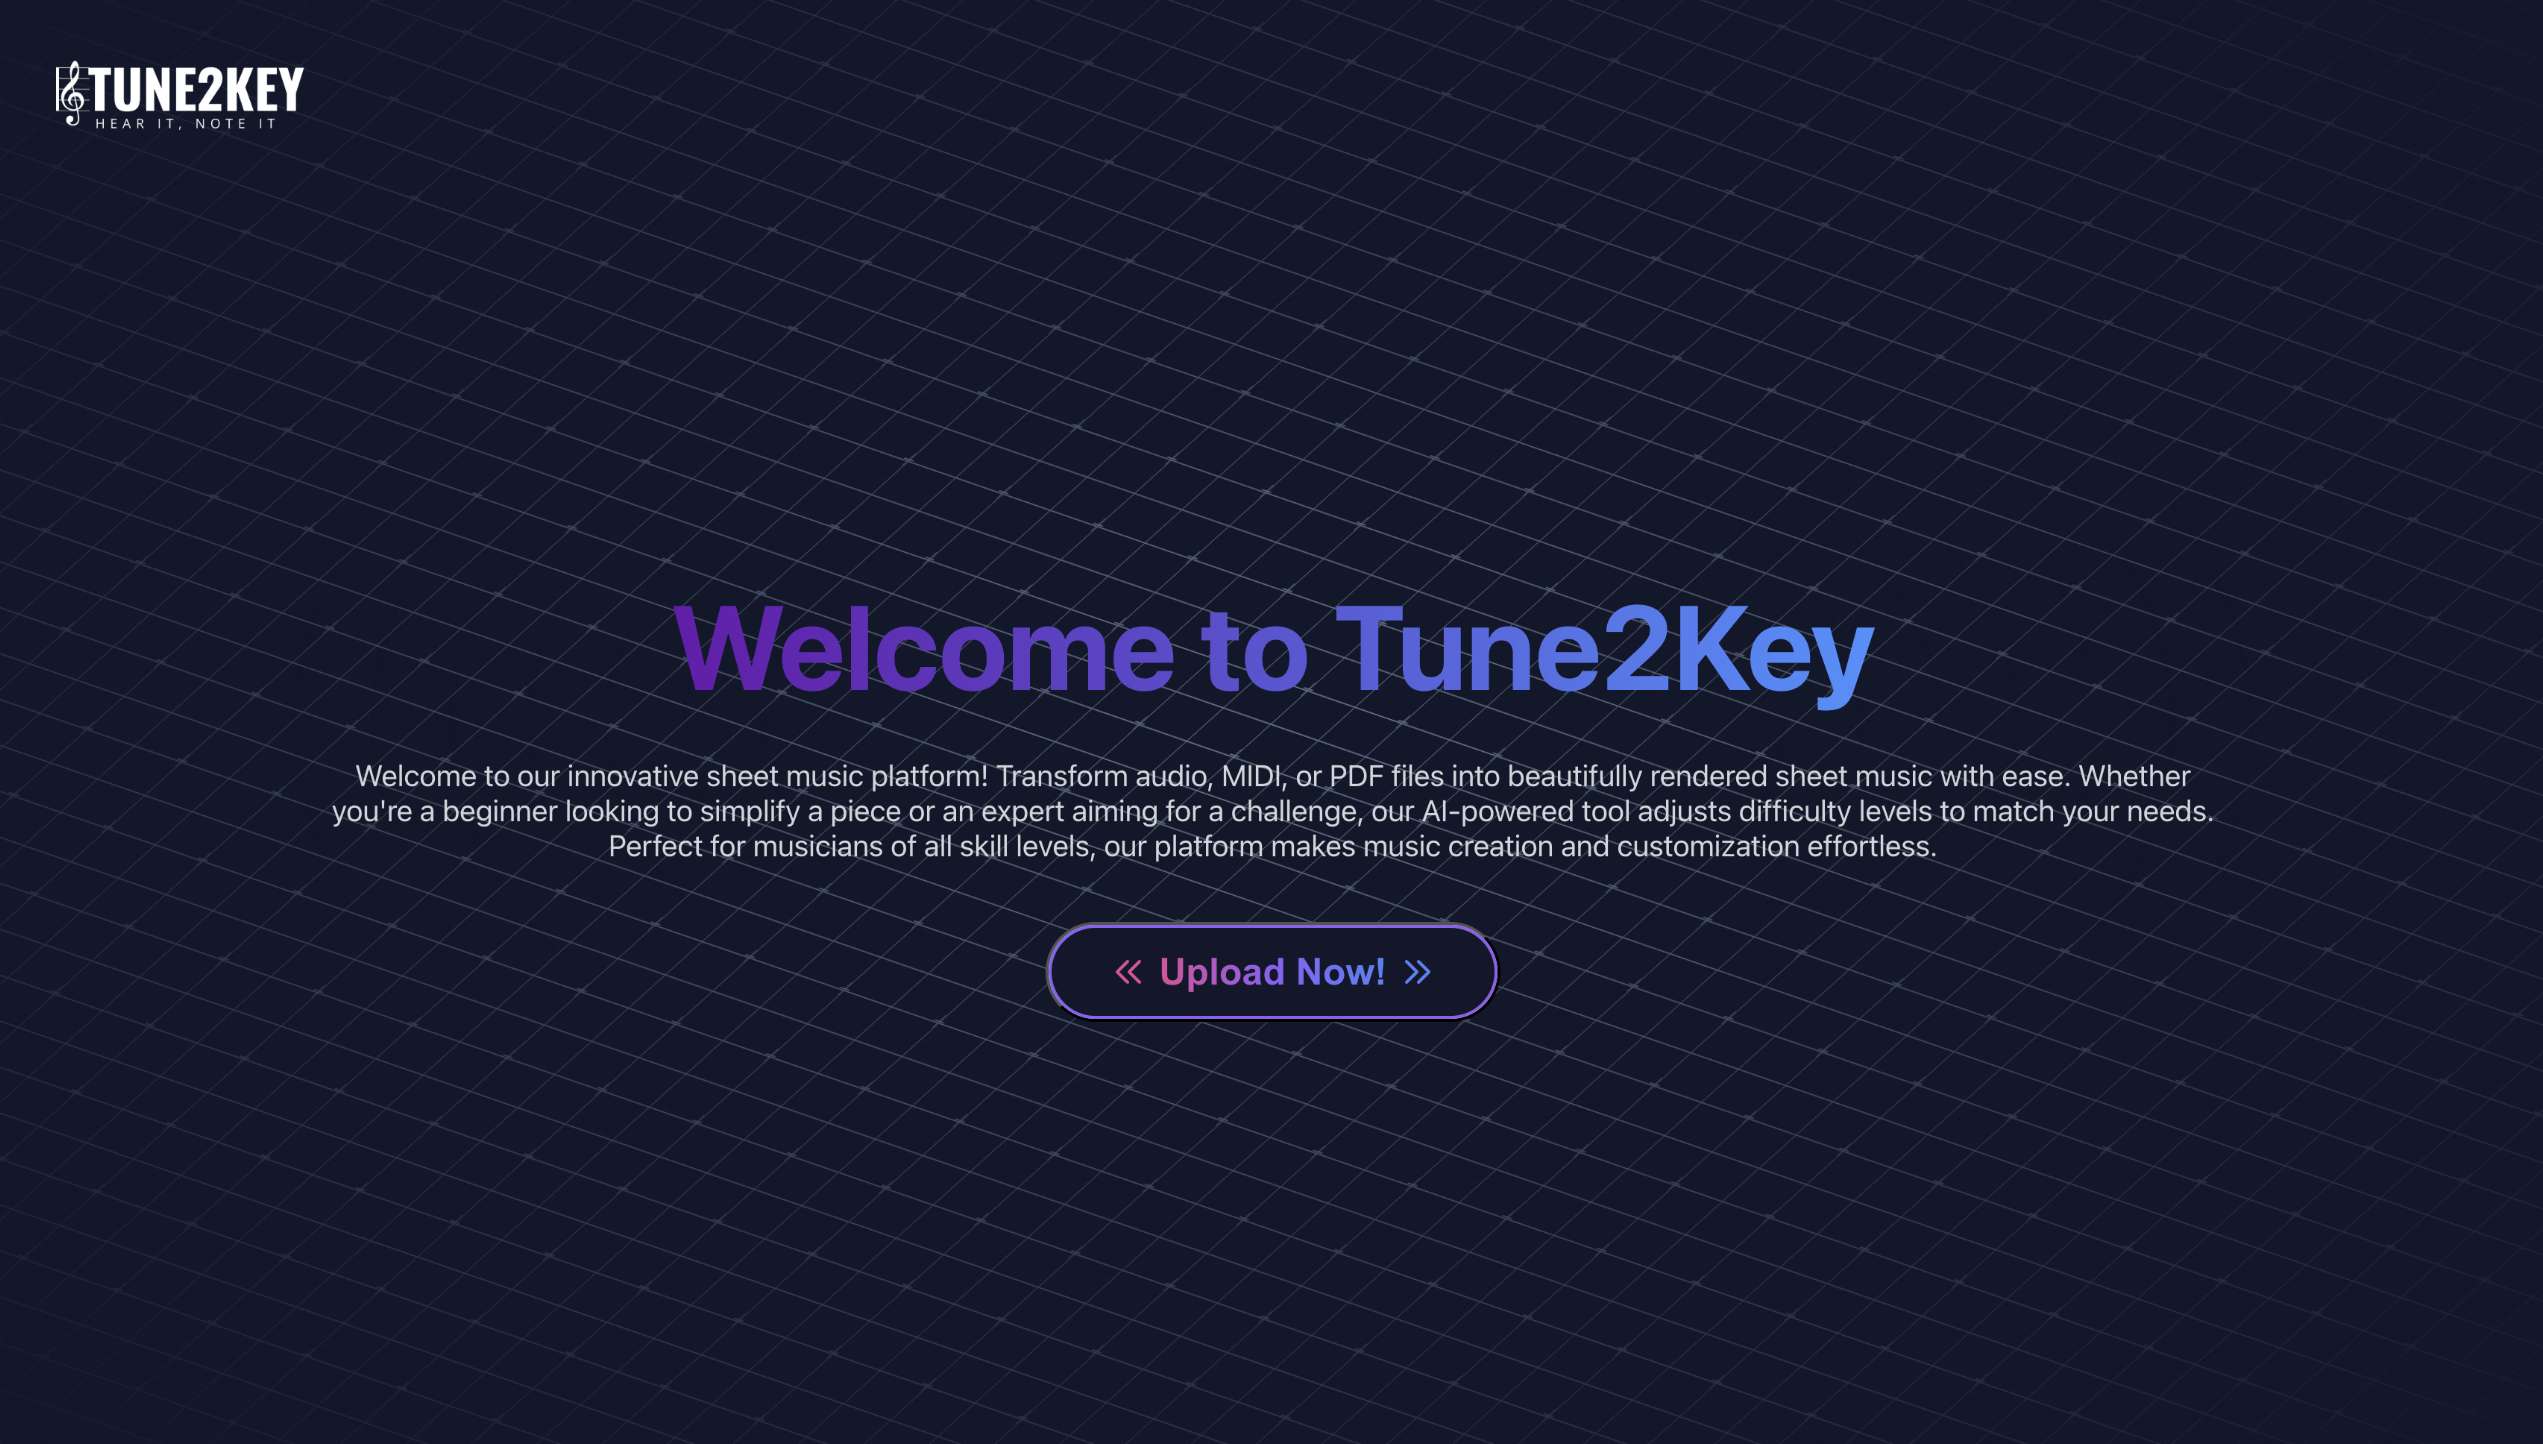 TUNE2KEY
HEAR IT, NOTE IT
Welcome to Tune2Key
Welcome to our innovative sheet music platform! Transform audio, MIDI, or PDF files into beautifully rendered sheet music with ease. Whether
you're a beginner looking to simplify a piece or an expert aiming for a challenge, our AI-powered tool adjusts difficulty levels to match your needs.
Perfect for musicians of all skill levels, our platform makes music creation and customization effortless.
Upload Now!